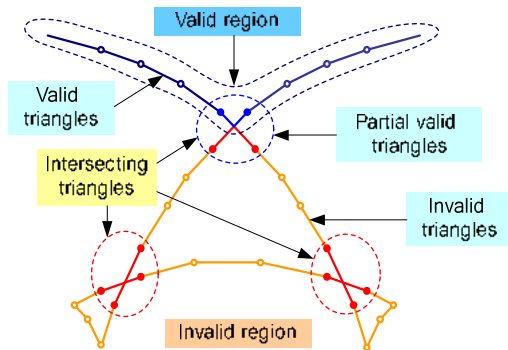 Valid region
Valid
triangles
Partial valid
triangles
Intersecting
triangles
Invalid
triangles
Invalid region